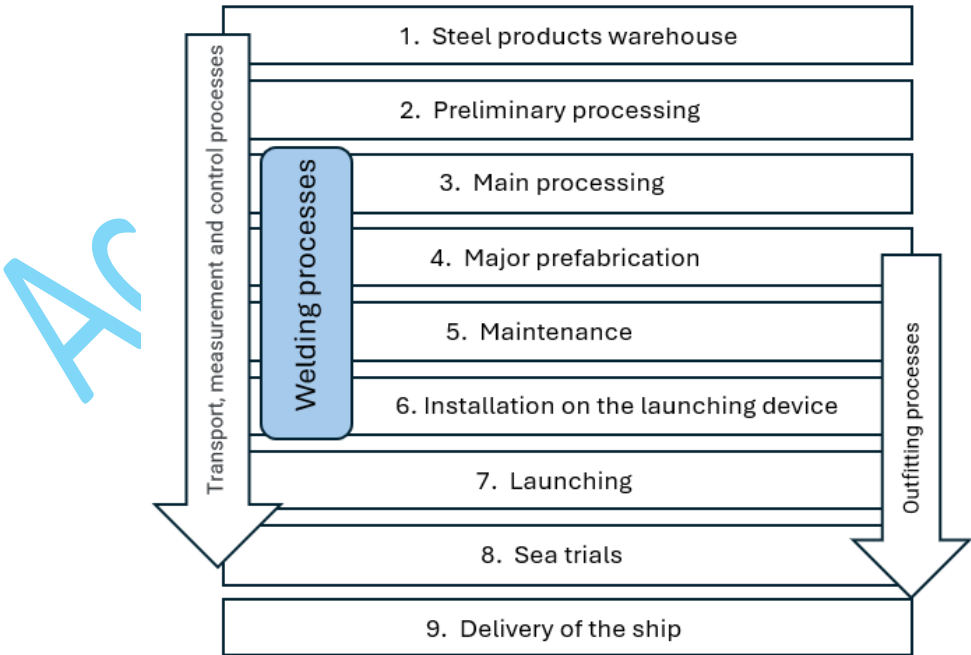 1. Steel products warehouse
2. Preliminary processing
3. Main processing
4. Major prefabrication
5. Maintenance
6. Installation on the launching device
7. Launching
8. Sea trials
9. Delivery of the ship
Transport, measurement and control processes
Welding processes
Outfitting processes